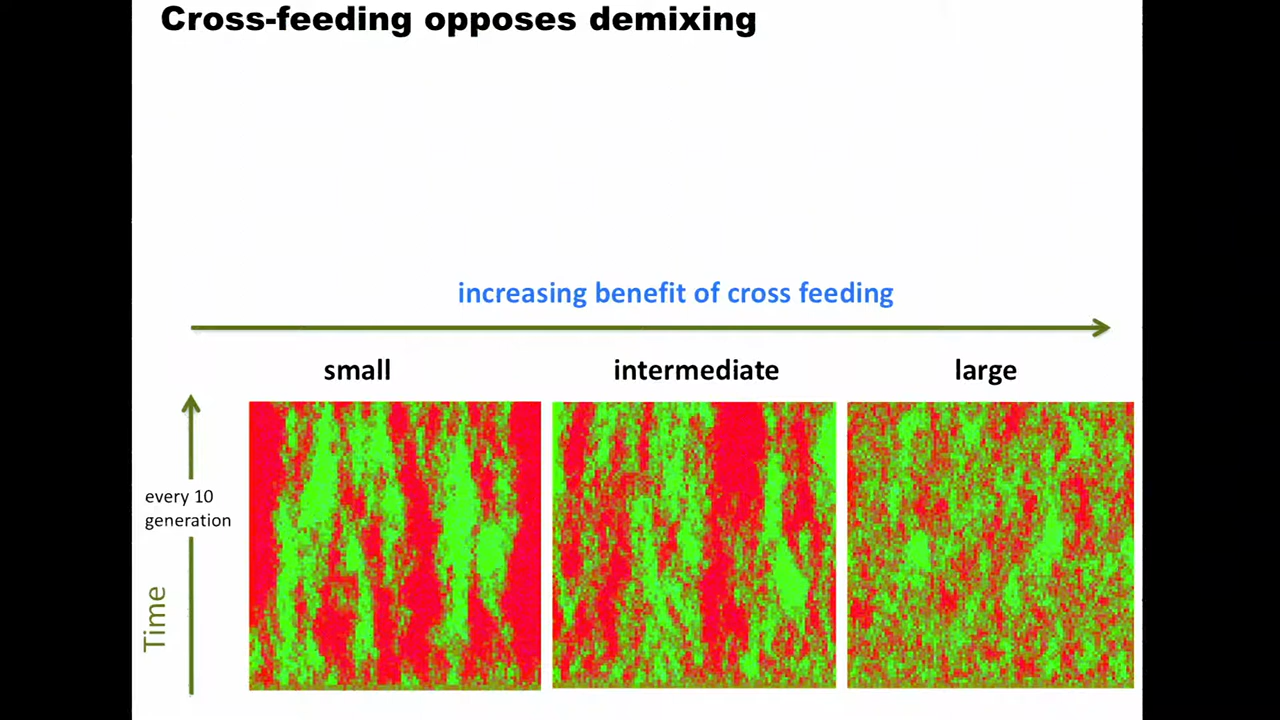 Cross-feeding opposes demixing
increasing benefit of cross feeding
small
intermediate
large
every 10
generation
Time